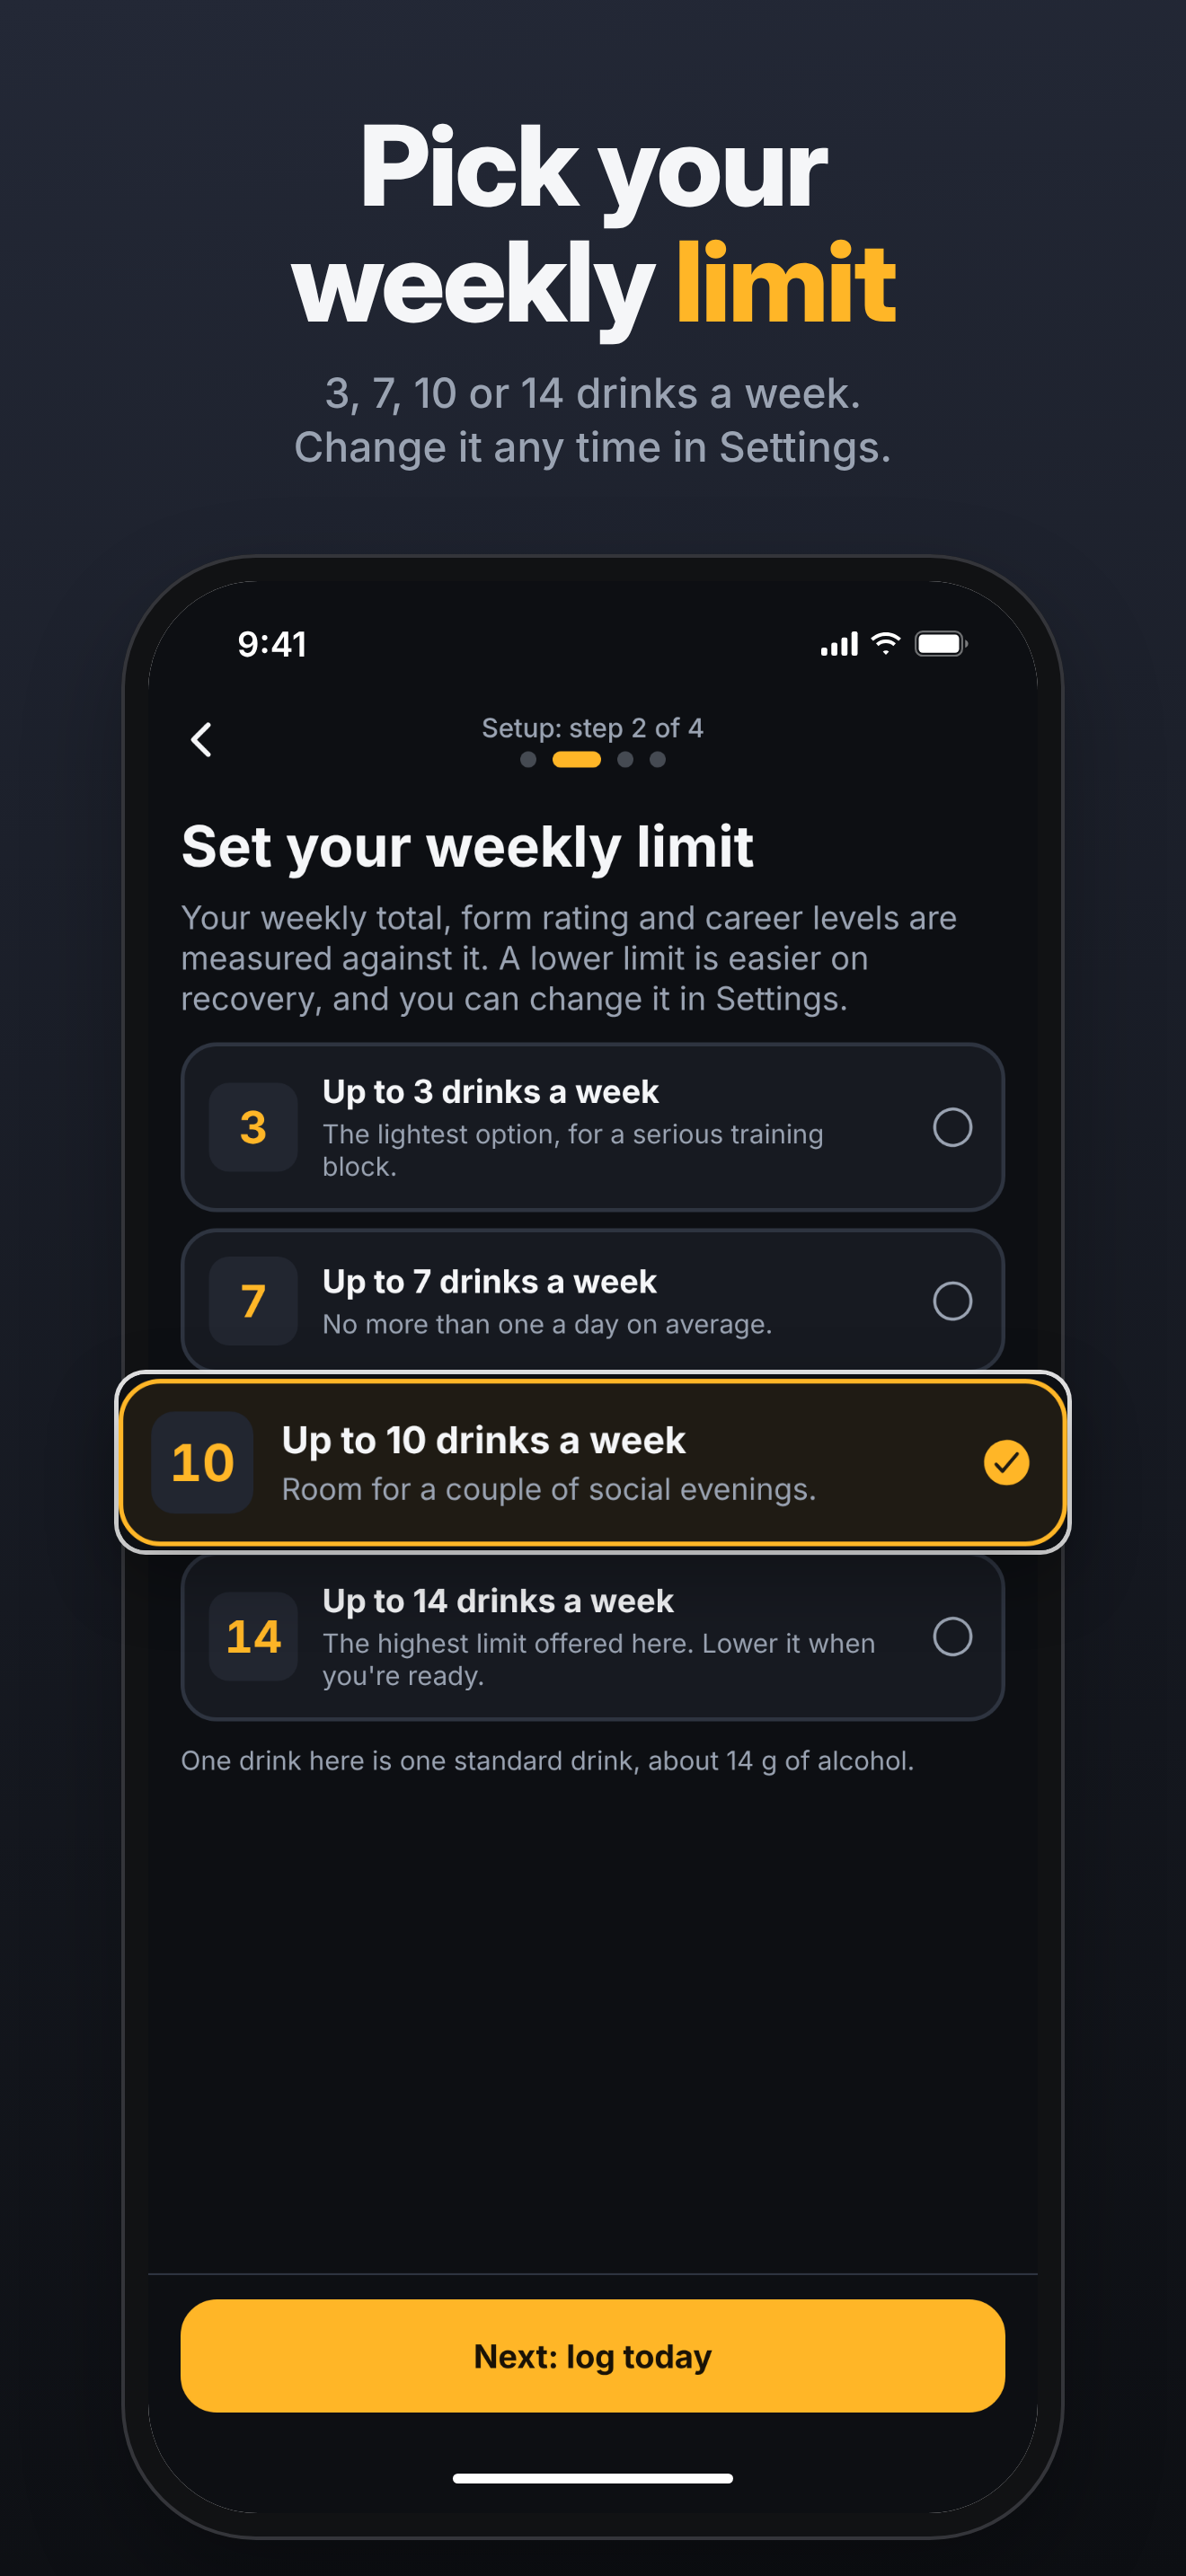 Pick your
weekly limit
3, 7, 10 or 14 drinks a week.
Change it any time in Settings.
9:41
Setup: step 2 of 4
Set your weekly limit
Your weekly total, form rating and career levels are
measured against it. A lower limit is easier on
recovery, and you can change it in Settings.
3
Up to 3 drinks a week
The lightest option, for a serious training
block.
7
Up to 7 drinks a week
No more than one a day on average.
10
Up to 10 drinks a week
Room for a couple of social evenings.
14
Up to 14 drinks a week
The highest limit offered here. Lower it when
you're ready.
One drink here is one standard drink, about 14 g of alcohol.
Next: log today